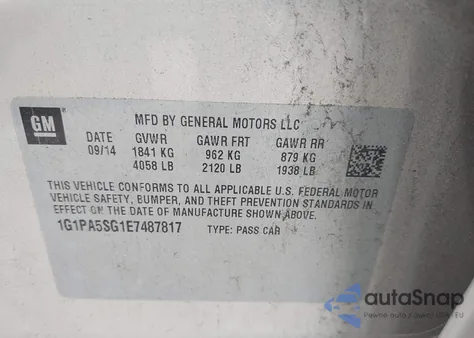 GM
MFD BY GENERAL MOTORS LLC
DATE GVWR GAWR FRT GAWR RR
09/14 1841 KG 962 KG 879 KG
4058 LB 2120 LB 1938 LB
THIS VEHICLE CONFORMS TO ALL APPLICABLE U.S. FEDERAL MOTOR
VEHICLE SAFETY, BUMPER, AND THEFT PREVENTION STANDARDS IN
EFFECT ON THE DATE OF MANUFACTURE SHOWN ABOVE.
1G1PA5SG1E7487817 TYPE: PASS CAR
autoSnap
Pewne auto z